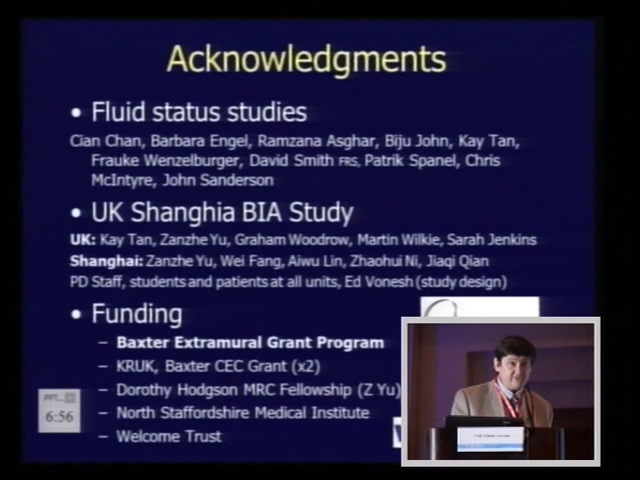 Acknowledgments
• Fluid status studies
Cian Chan, Barbara Engel, Ramzana Asghar, Biju John, Kay Tan,
Frauke Wenzelburger, David Smith FRS, Patrik Spanel, Chris
McIntyre, John Sanderson
• UK Shanghia BIA Study
UK: Kay Tan, Zanzhe Yu, Graham Woodrow, Martin Wilkie, Sarah Jenkins
Shanghai: Zanzhe Yu, Wei Fang, Aiwu Lin, Zhaohui Ni, Jiaqi Qian
PD Staff, students and patients at all units, Ed Vonesh (study design)
• Funding
– Baxter Extramural Grant Program
– KRUK, Baxter CEC Grant (x2)
– Dorothy Hodgson MRC Fellowship (Z Yu)
– North Staffordshire Medical Institute
– Welcome Trust
6:56